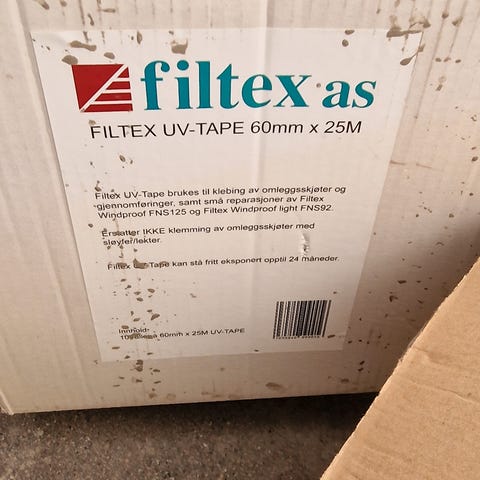 filtex as
FILTEX UV-TAPE 60mm x 25M
Filtex UV-Tape brukes til klebing av omleggsskjøter og
gjennomføringer, samt små reparasjoner av Filtex
Windproof FNS125 og Filtex Windproof light FNS92.
Erstatter IKKE klemming av omleggsskjøter med
sløyfer/lekter.
Filtex UV-Tape kan stå fritt eksponert opptil 24 måneder.
Innhold:
60mm x 25M UV-TAPE